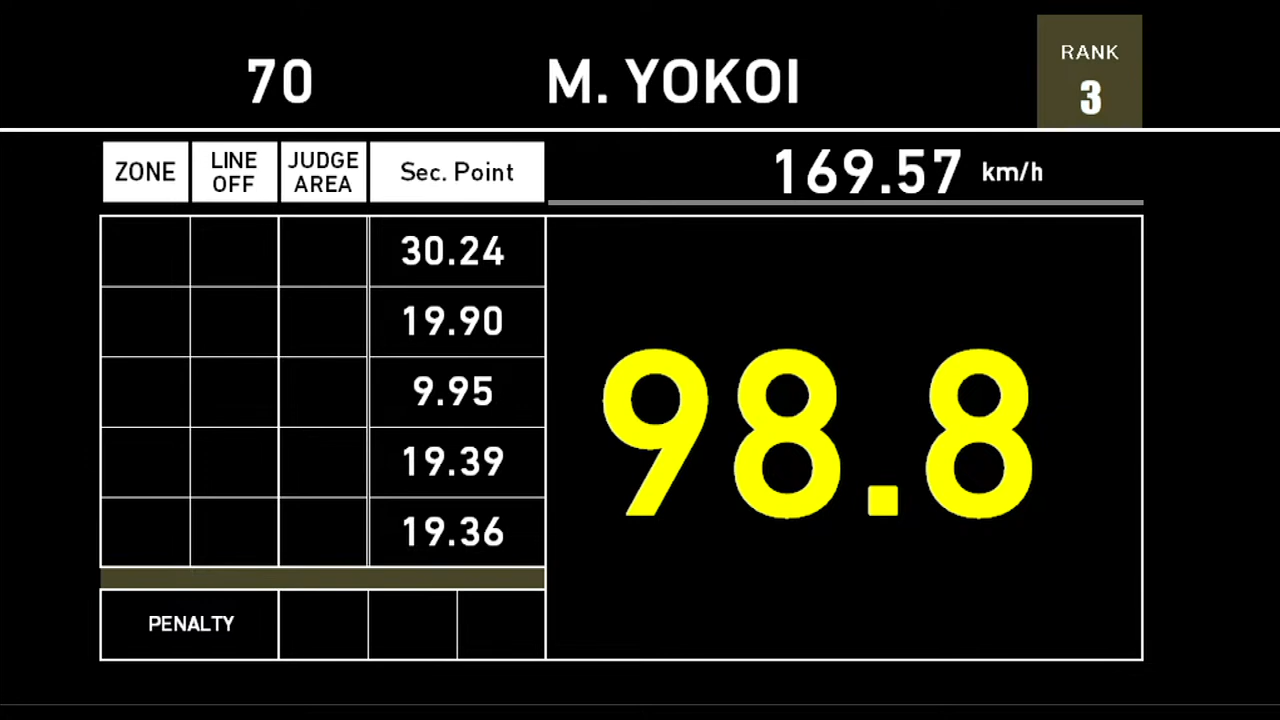 70 M. YOKOI RANK
3
ZONE LINE OFF JUDGE AREA Sec. Point 169.57 km/h
30.24
19.90
9.95
19.39
19.36
98.8
PENALTY